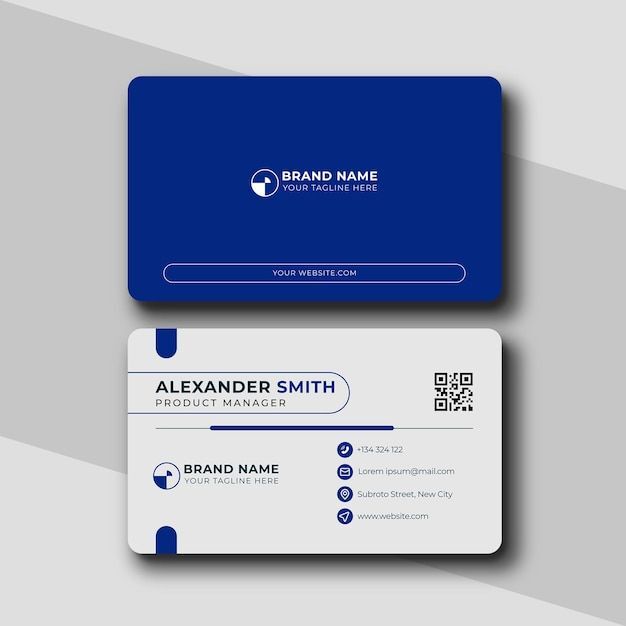 BRAND NAME
YOUR TAGLINE HERE
YOUR WEBSITE.COM
ALEXANDER SMITH
PRODUCT MANAGER
BRAND NAME
YOUR TAGLINE HERE
+134 324 122
Lorem ipsum@mail.com
Subroto Street, New City
www.website.com